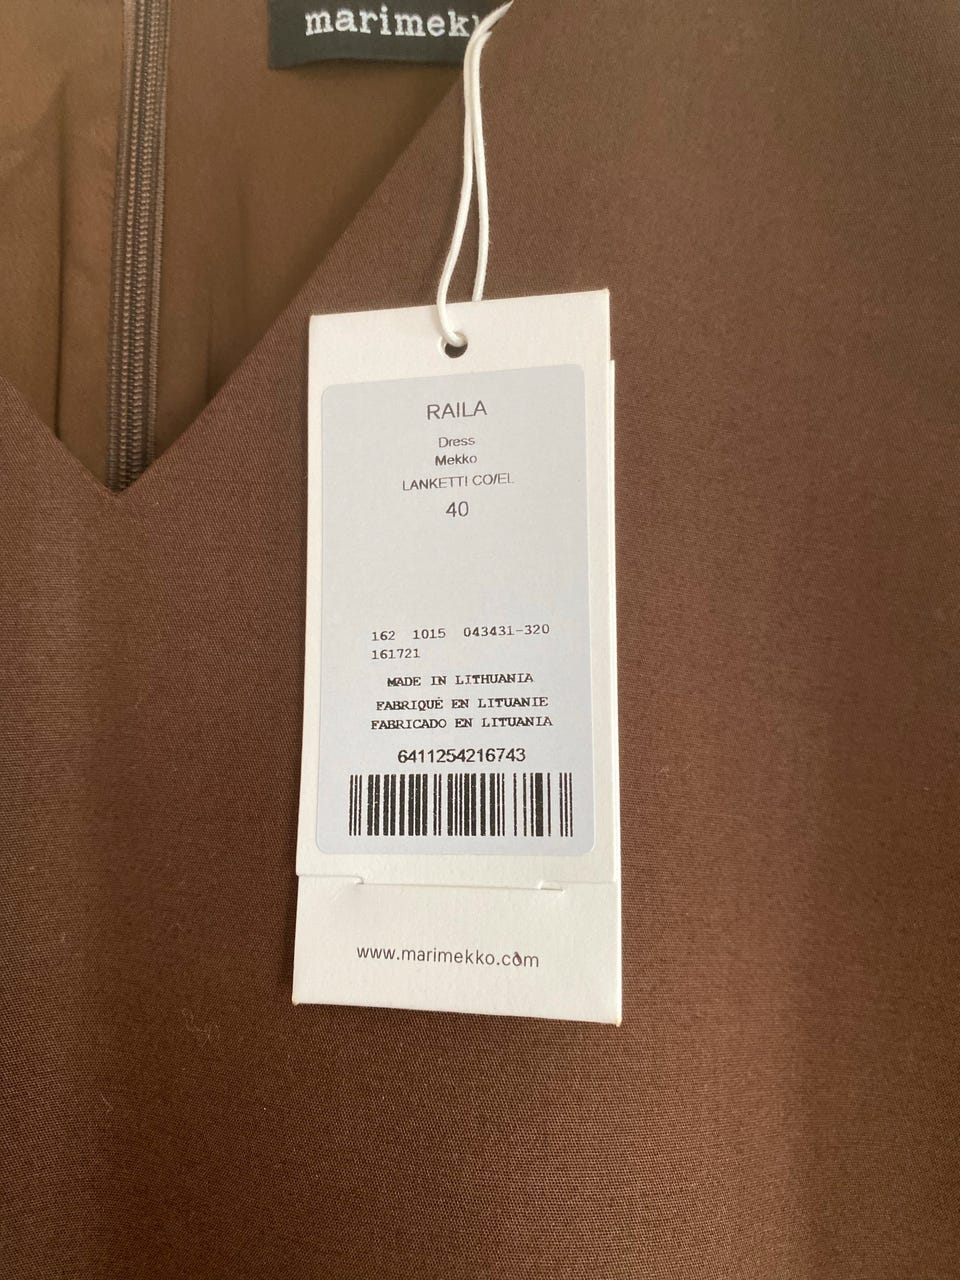 marimekko
RAILA
Dress
Mekko
LANKETTI CO/EL
40
162 1015 043431-320
161721
MADE IN LITHUANIA
FABRIQUÉ EN LITUANIE
FABRICADO EN LITUANIA
6411254216743
www.marimekko.com